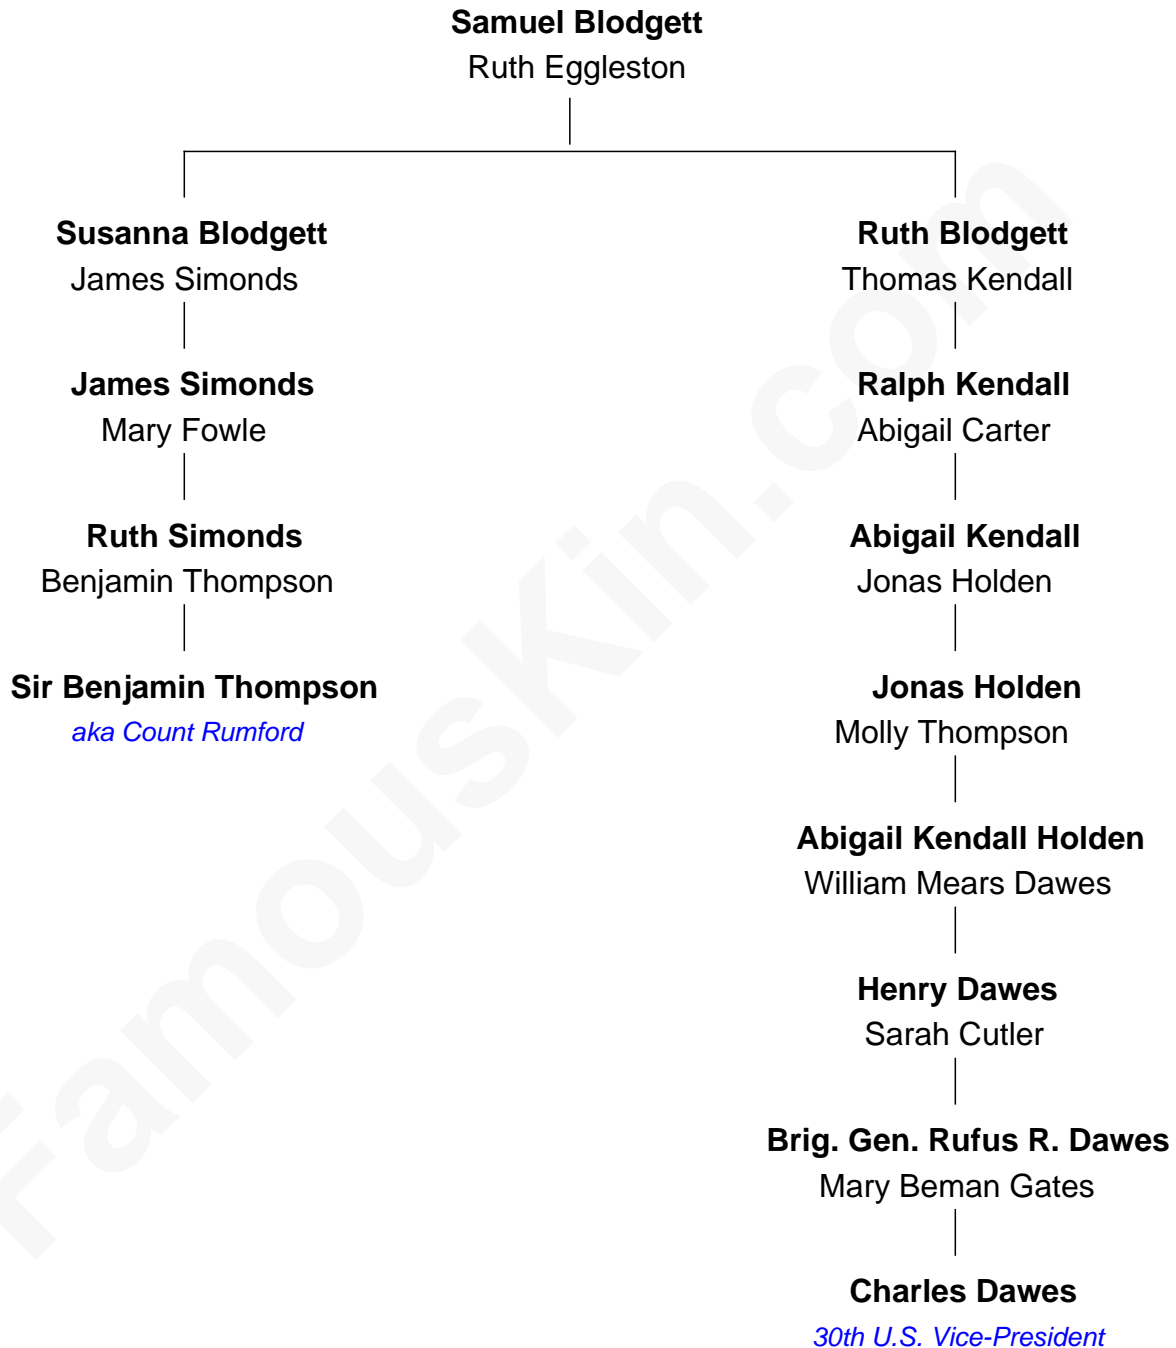 Samuel Blodgett
Ruth Eggleston
Susanna Blodgett
James Simonds
Ruth Blodgett
Thomas Kendall
James Simonds
Mary Fowle
Ralph Kendall
Abigail Carter
Ruth Simonds
Benjamin Thompson
Abigail Kendall
Jonas Holden
Sir Benjamin Thompson
aka Count Rumford
Jonas Holden
Molly Thompson
Abigail Kendall Holden
William Mears Dawes
Henry Dawes
Sarah Cutler
Brig. Gen. Rufus R. Dawes
Mary Beman Gates
Charles Dawes
30th U.S. Vice-President
FamousKin.com